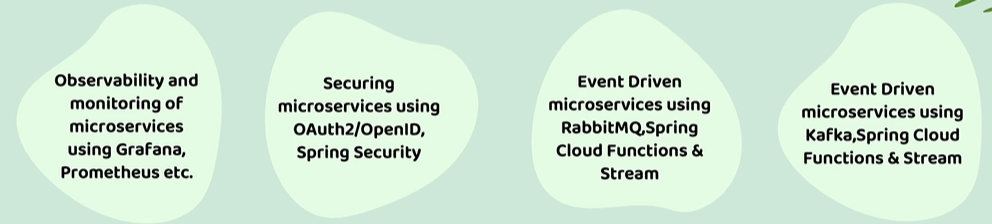 Observability and
monitoring of
microservices
using Grafana,
Prometheus etc.
Securing
microservices using
OAuth2/OpenID,
Spring Security
Event Driven
microservices using
RabbitMQ,Spring
Cloud Functions &
Stream
Event Driven
microservices using
Kafka,Spring Cloud
Functions & Stream